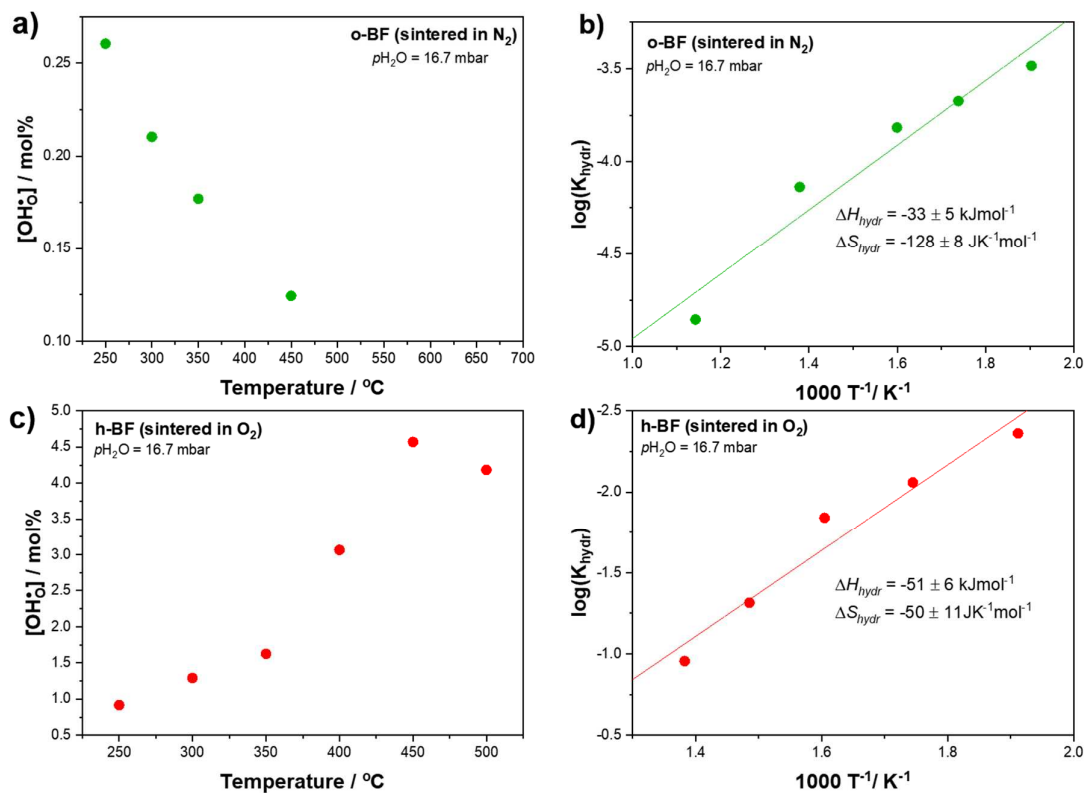 a)
o-BF (sintered in N₂)
pH₂O = 16.7 mbar
[OH•O] / mol%
0.25
0.20
0.15
0.10
250 300 350 400 450 500 550 600 650 700
Temperature / °C
b)
o-BF (sintered in N₂)
pH₂O = 16.7 mbar
log(Khydr)
-3.5
-4.0
-4.5
-5.0
ΔHhydr = -33 ± 5 kJmol⁻¹
ΔShydr = -128 ± 8 JK⁻¹mol⁻¹
1.0 1.2 1.4 1.6 1.8 2.0
1000 T⁻¹/ K⁻¹
c)
h-BF (sintered in O₂)
pH₂O = 16.7 mbar
[OH•O] / mol%
5.0
4.5
4.0
3.5
3.0
2.5
2.0
1.5
1.0
0.5
250 300 350 400 450 500
Temperature / °C
d)
h-BF (sintered in O₂)
pH₂O = 16.7 mbar
log(Khydr)
-2.5
-2.0
-1.5
-1.0
-0.5
ΔHhydr = -51 ± 6 kJmol⁻¹
ΔShydr = -50 ± 11JK⁻¹mol⁻¹
1.4 1.6 1.8 2.0
1000 T⁻¹/ K⁻¹